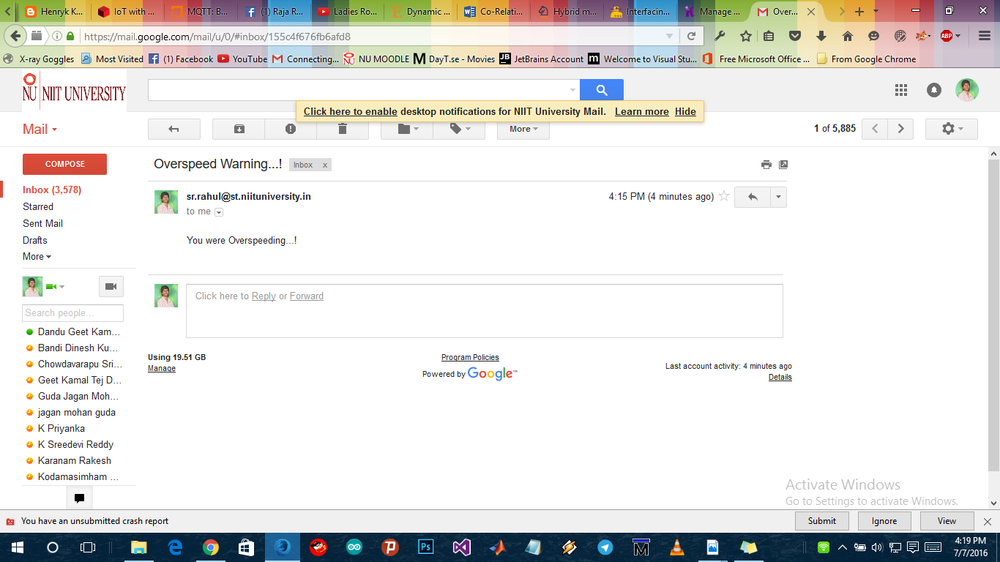 Henryk K... IoT with ... MQTT: B... (1) Raja R... Ladies Ro... Dynamic ... Co-Relati... Hybrid m... Interfacin... Manage ... Over...
https://mail.google.com/mail/u/0/#inbox/155c4f676fb6afd8
X-ray Goggles Most Visited (1) Facebook YouTube Connecting... NU MOODLE DayT.se - Movies JetBrains Account Welcome to Visual Stu... Free Microsoft Office ... From Google Chrome
NU NIIT UNIVERSITY
Click here to enable desktop notifications for NIIT University Mail. Learn more Hide
Mail More 1 of 5,885
COMPOSE
Overspeed Warning...! Inbox x
Inbox (3,578)
Starred
Sent Mail
Drafts
More
sr.rahul@st.niituniversity.in 4:15 PM (4 minutes ago)
to me
You were Overspeeding...!
Click here to Reply or Forward
Search people...
Dandu Geet Kam...
Bandi Dinesh Ku...
Chowdavarapu Sri...
Geet Kamal Tej D...
Guda Jagan Moh...
jagan mohan guda
K Priyanka
K Sreedevi Reddy
Karanam Rakesh
Kodamasimham ...
Using 19.51 GB
Manage
Program Policies
Powered by Google™
Last account activity: 4 minutes ago
Details
Activate Windows
Go to Settings to activate Windows.
You have an unsubmitted crash report Submit Ignore View
4:19 PM
7/7/2016